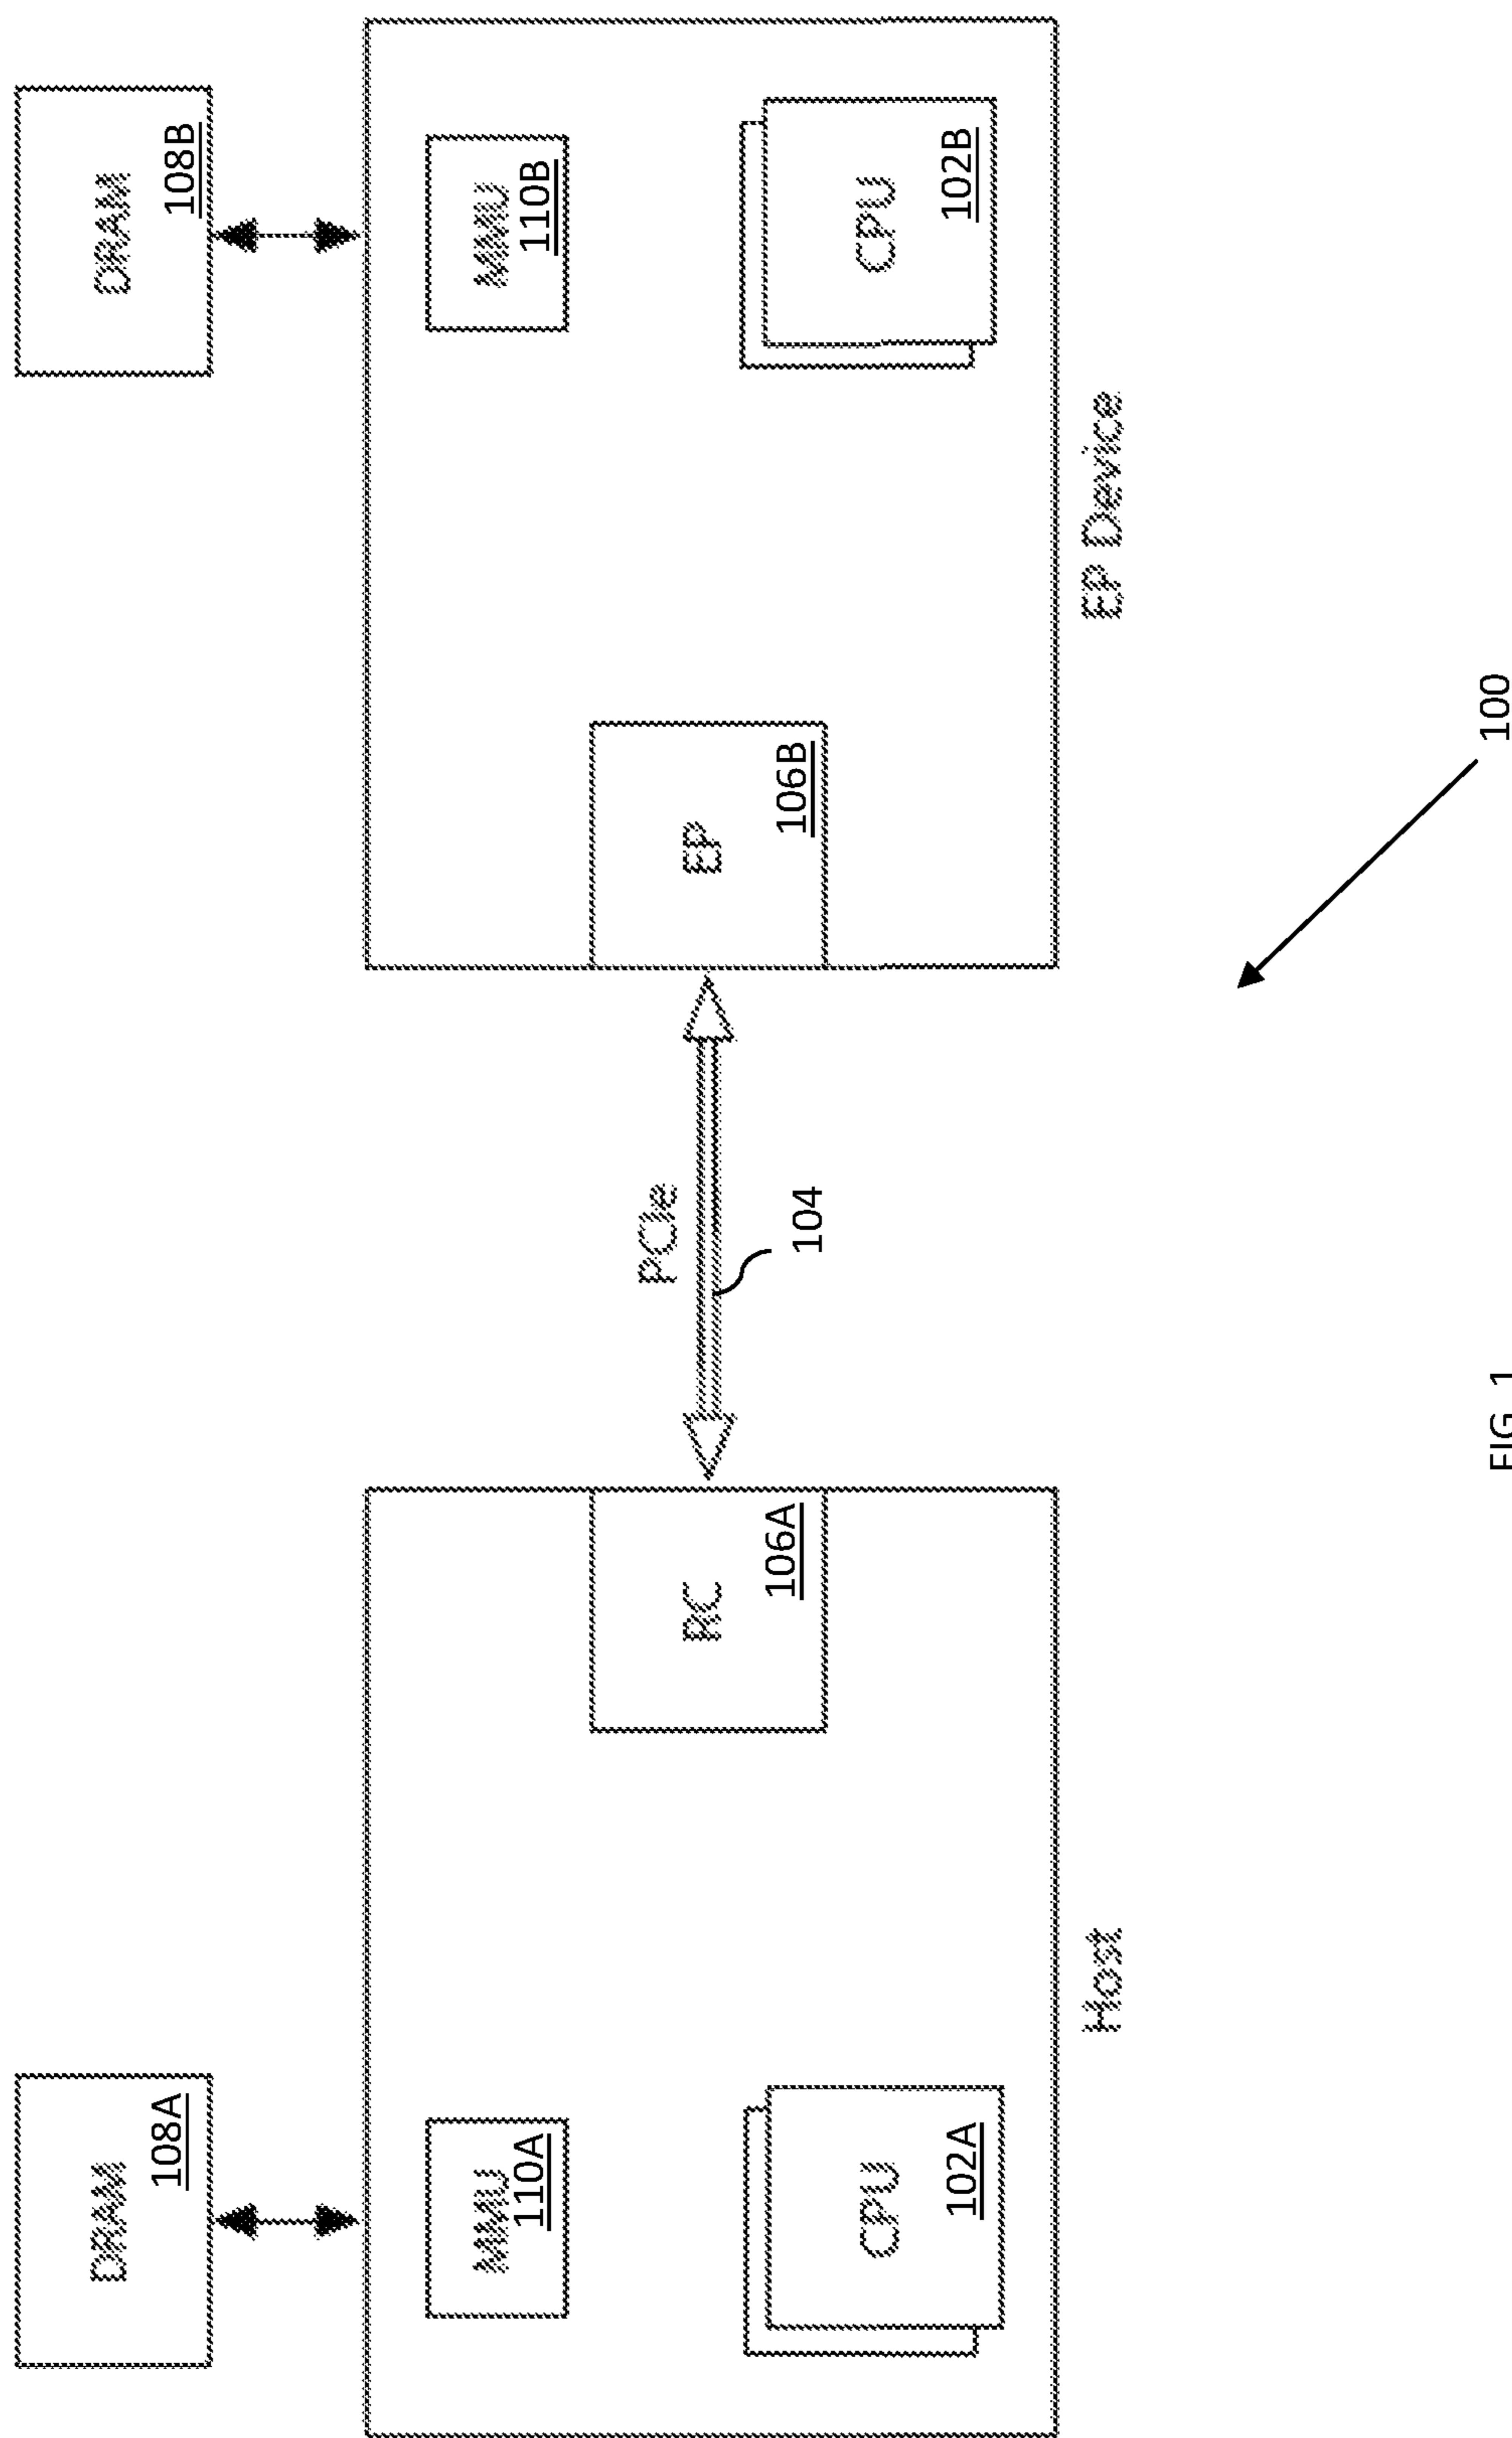 DRAM
108A
DRAM
108B
MMU
110A
MMU
110B
PCIe
RC
106A
104
EP
106B
CPU
102A
CPU
102B
Host
EP Device
100
FIG. 1